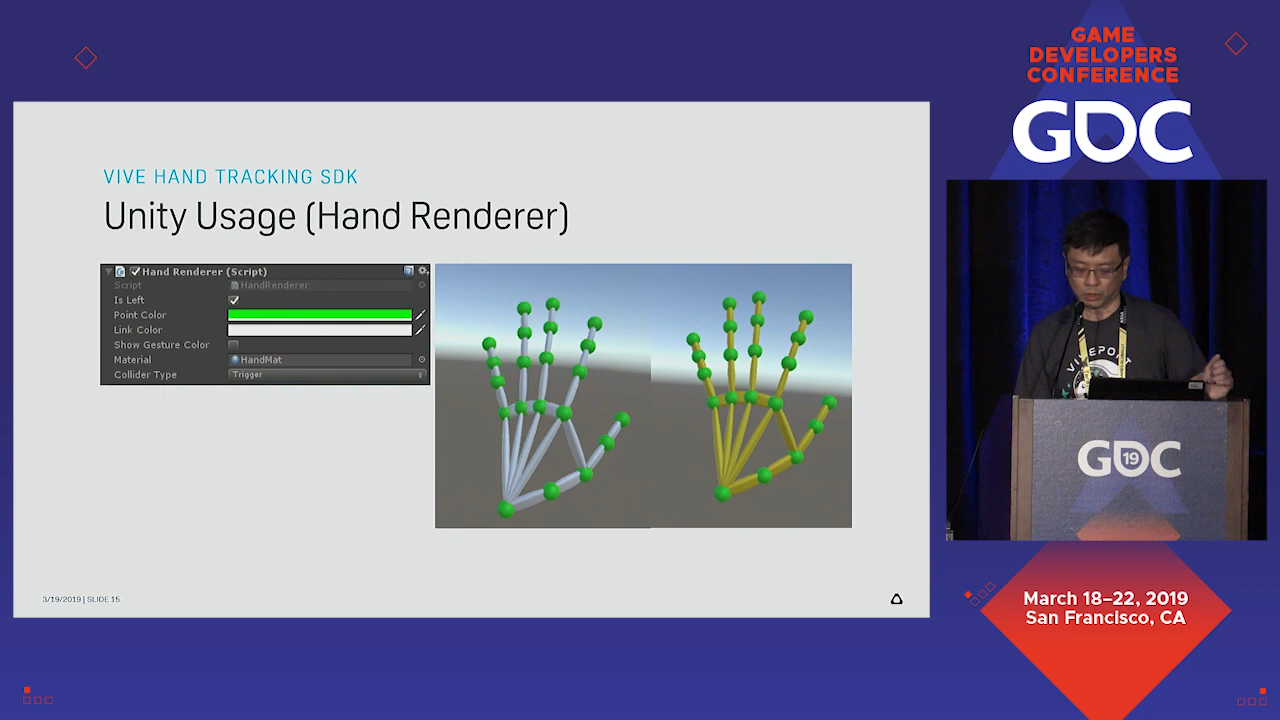 GAME
DEVELOPERS
CONFERENCE
GDC
VIVE HAND TRACKING SDK
Unity Usage (Hand Renderer)
Hand Renderer (Script)
Script HandRenderer
Is Left
Point Color
Link Color
Show Gesture Color
Material HandMat
Collider Type Trigger
3/19/2019 | SLIDE 15
VIVEPORT
GDC
19
March 18–22, 2019
San Francisco, CA